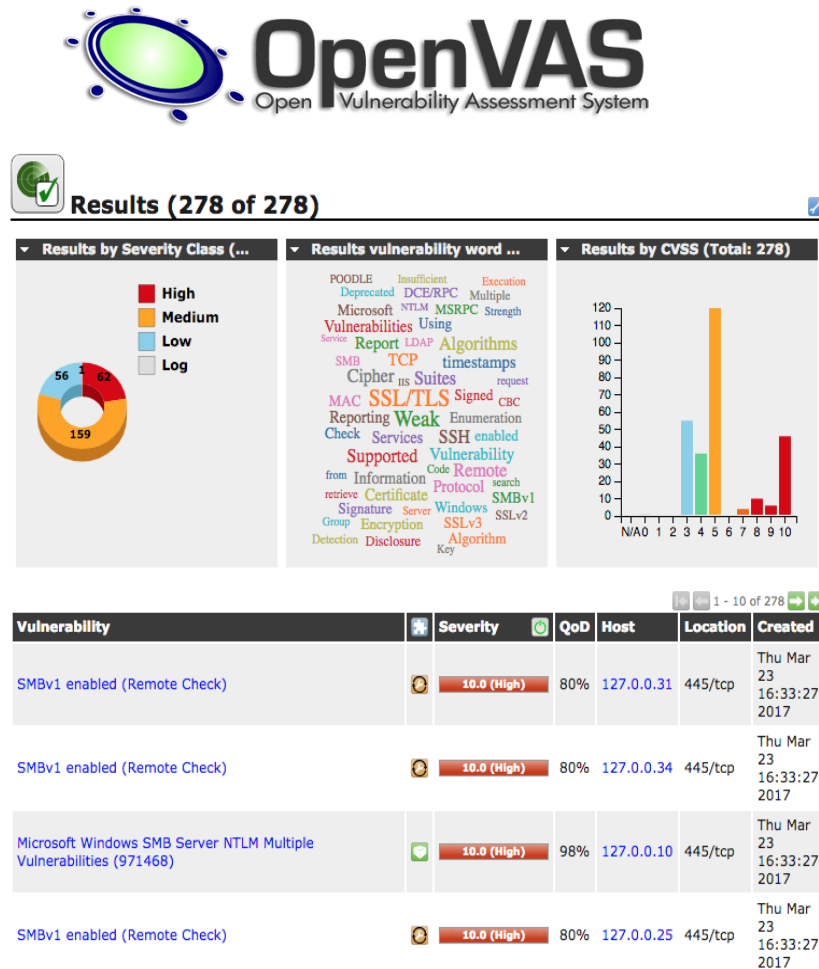 OpenVAS
Open Vulnerability Assessment System
Results (278 of 278)
Results by Severity Class (...
High
Medium
Low
Log
56
1
62
159
Results vulnerability word ...
POODLE Insufficient Execution
Deprecated DCE/RPC Multiple
Microsoft NTLM MSRPC Strength
Vulnerabilities Using
Service Report LDAP Algorithms
SMB TCP timestamps
Cipher IIS Suites request
MAC SSL/TLS Signed CBC
Reporting Weak Enumeration
Check Services SSH enabled
Supported Vulnerability
from Information Code Remote
retrieve Certificate Protocol search
Signature Server Windows SMBv1
Group Encryption SSLv3 SSLv2
Detection Disclosure Algorithm
Key
Results by CVSS (Total: 278)
120
110
100
90
80
70
60
50
40
30
20
10
0
N/A 0 1 2 3 4 5 6 7 8 9 10
1 - 10 of 278
Vulnerability Severity QoD Host Location Created
SMBv1 enabled (Remote Check) 10.0 (High) 80% 127.0.0.31 445/tcp
Thu Mar
23
16:33:27
2017
SMBv1 enabled (Remote Check) 10.0 (High) 80% 127.0.0.34 445/tcp
Thu Mar
23
16:33:27
2017
Microsoft Windows SMB Server NTLM Multiple
Vulnerabilities (971468) 10.0 (High) 98% 127.0.0.10 445/tcp
Thu Mar
23
16:33:27
2017
SMBv1 enabled (Remote Check) 10.0 (High) 80% 127.0.0.25 445/tcp
Thu Mar
23
16:33:27
2017